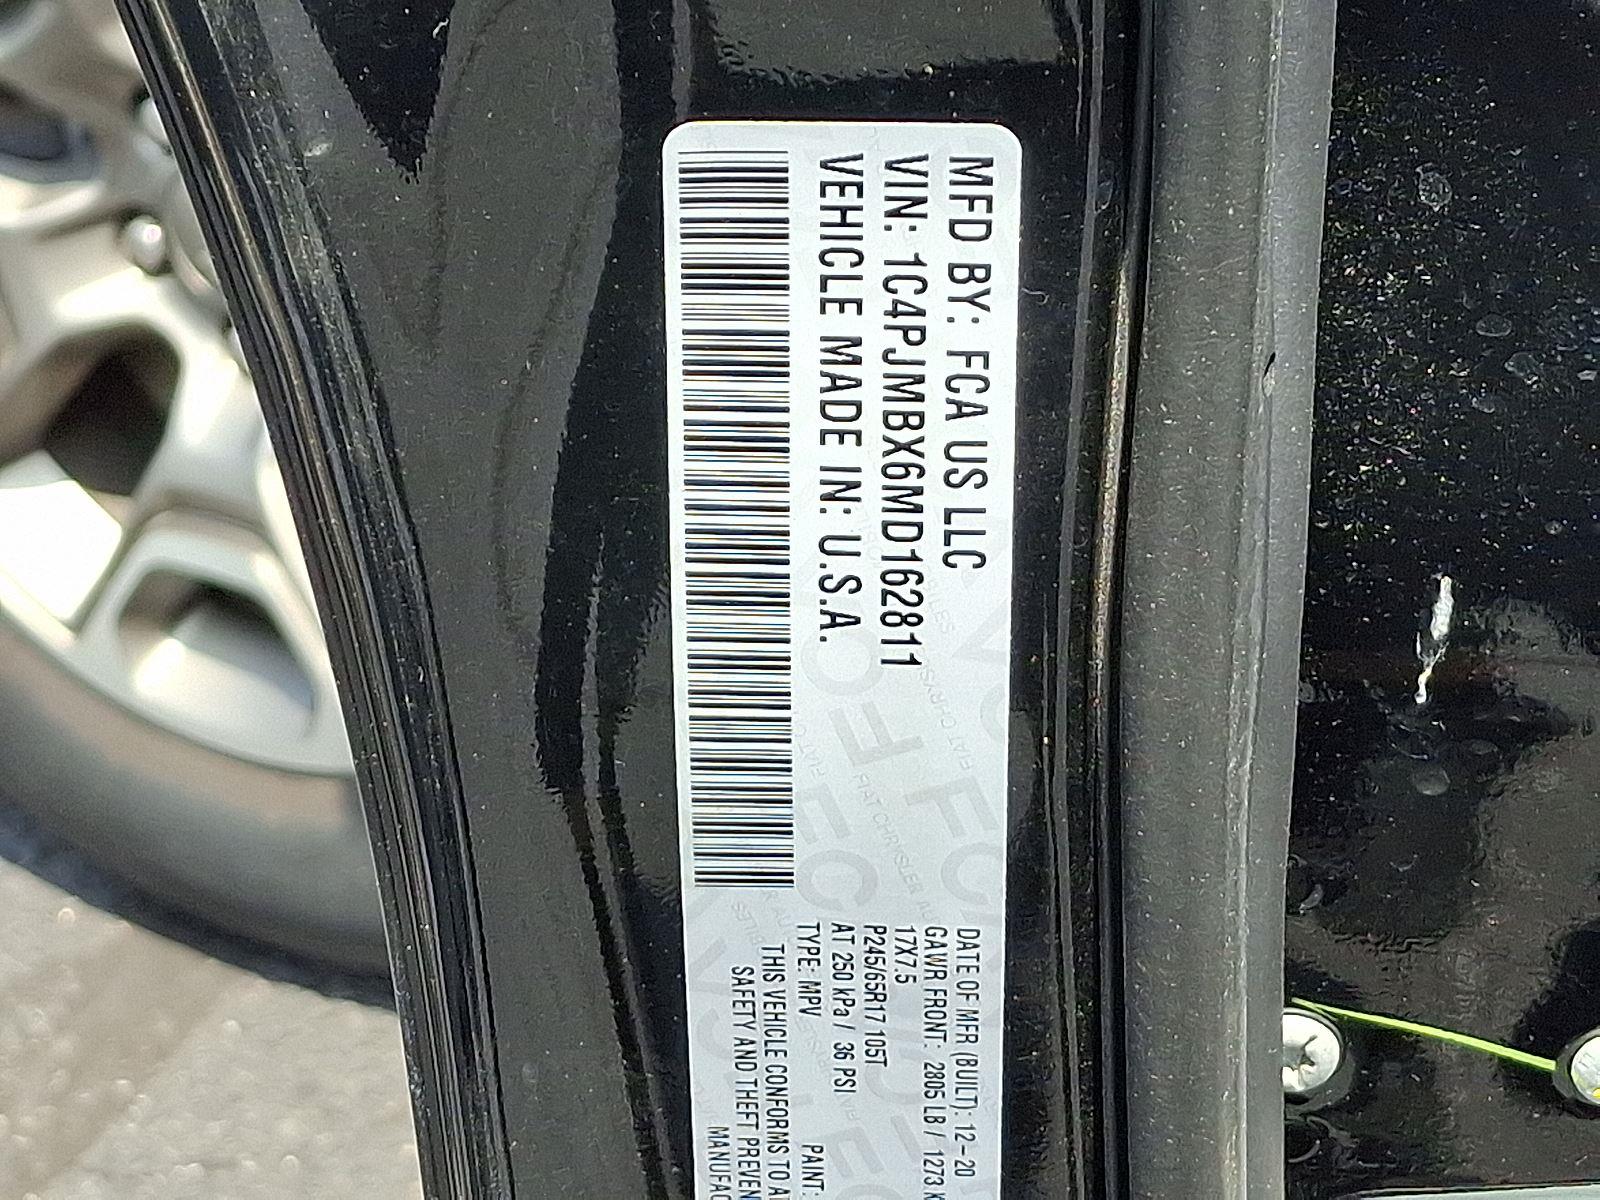 MFD BY: FCA US LLC
VIN: 1C4PJMBX6MD162811
VEHICLE MADE IN: U.S.A.
DATE OF MFR (BUILT): 12-20
GAWR FRONT: 2805 LB / 1273 K
17X7.5
P245/65R17 105T
AT 250 kPa / 36 PSI
TYPE: MPV PAINT:
THIS VEHICLE CONFORMS TO
SAFETY AND THEFT PREVEN
MANUFAC